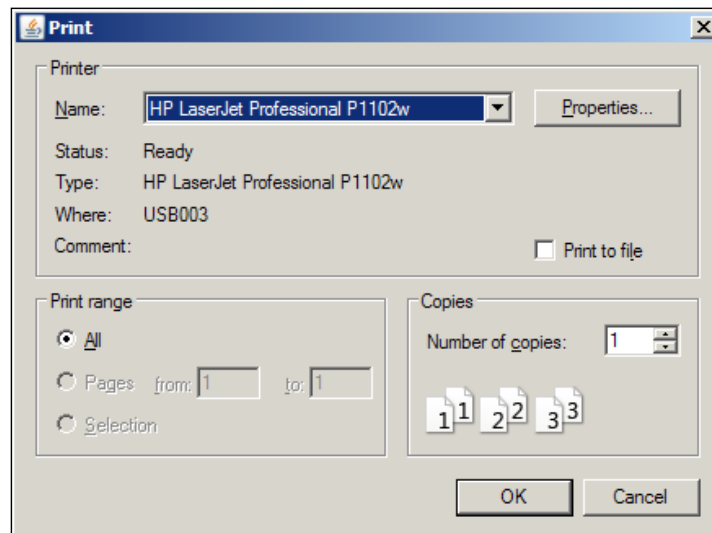 Print
Printer
Name: HP LaserJet Professional P1102w Properties...
Status: Ready
Type: HP LaserJet Professional P1102w
Where: USB003
Comment: Print to file
Print range
All
Pages from: 1 to: 1
Selection
Copies
Number of copies: 1
1 1 2 2 3 3
OK Cancel